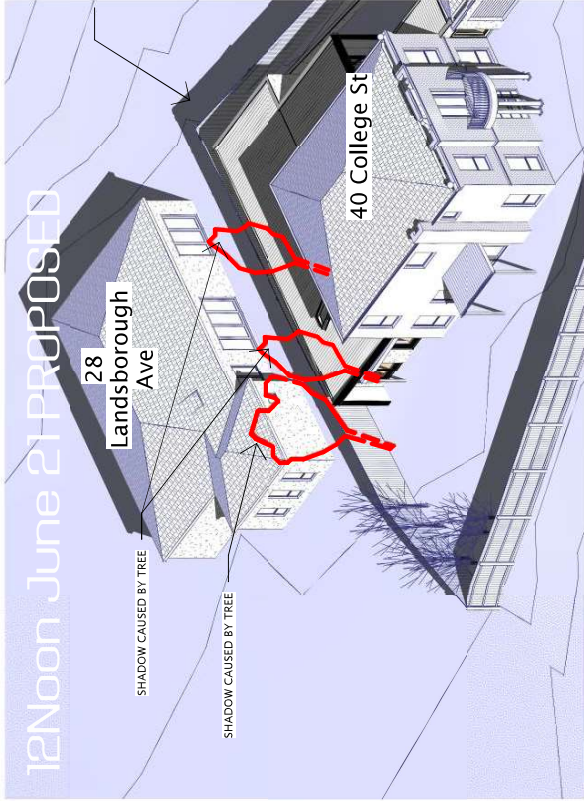 12Noon June 21 PROPOSED
28
Landsborough
Ave
40 College St
SHADOW CAUSED BY TREE
SHADOW CAUSED BY TREE